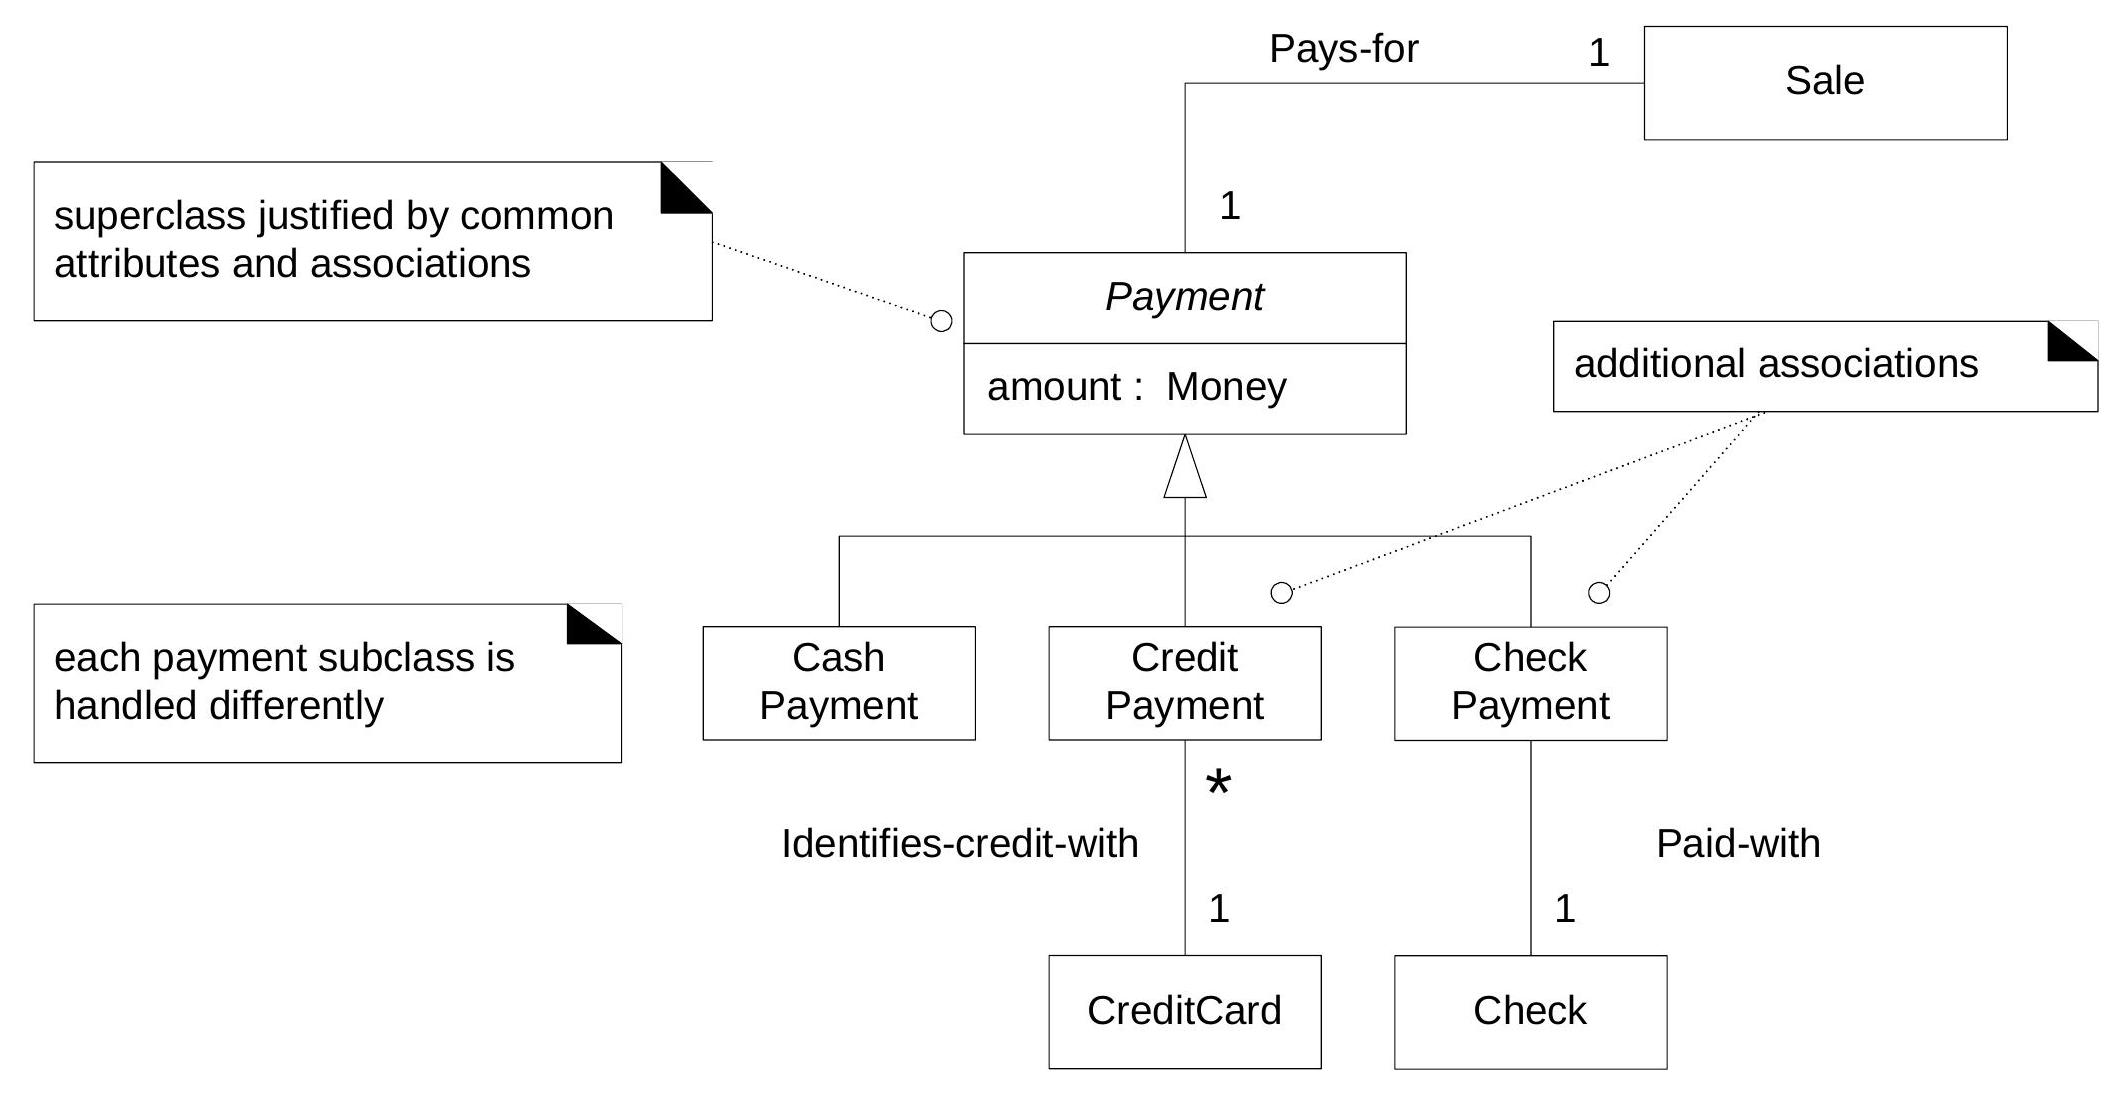 Pays-for
1
Sale
1
superclass justified by common
attributes and associations
Payment
amount :  Money
additional associations
each payment subclass is
handled differently
Cash
Payment
Credit
Payment
Check
Payment
*
Identifies-credit-with
Paid-with
1
1
CreditCard
Check